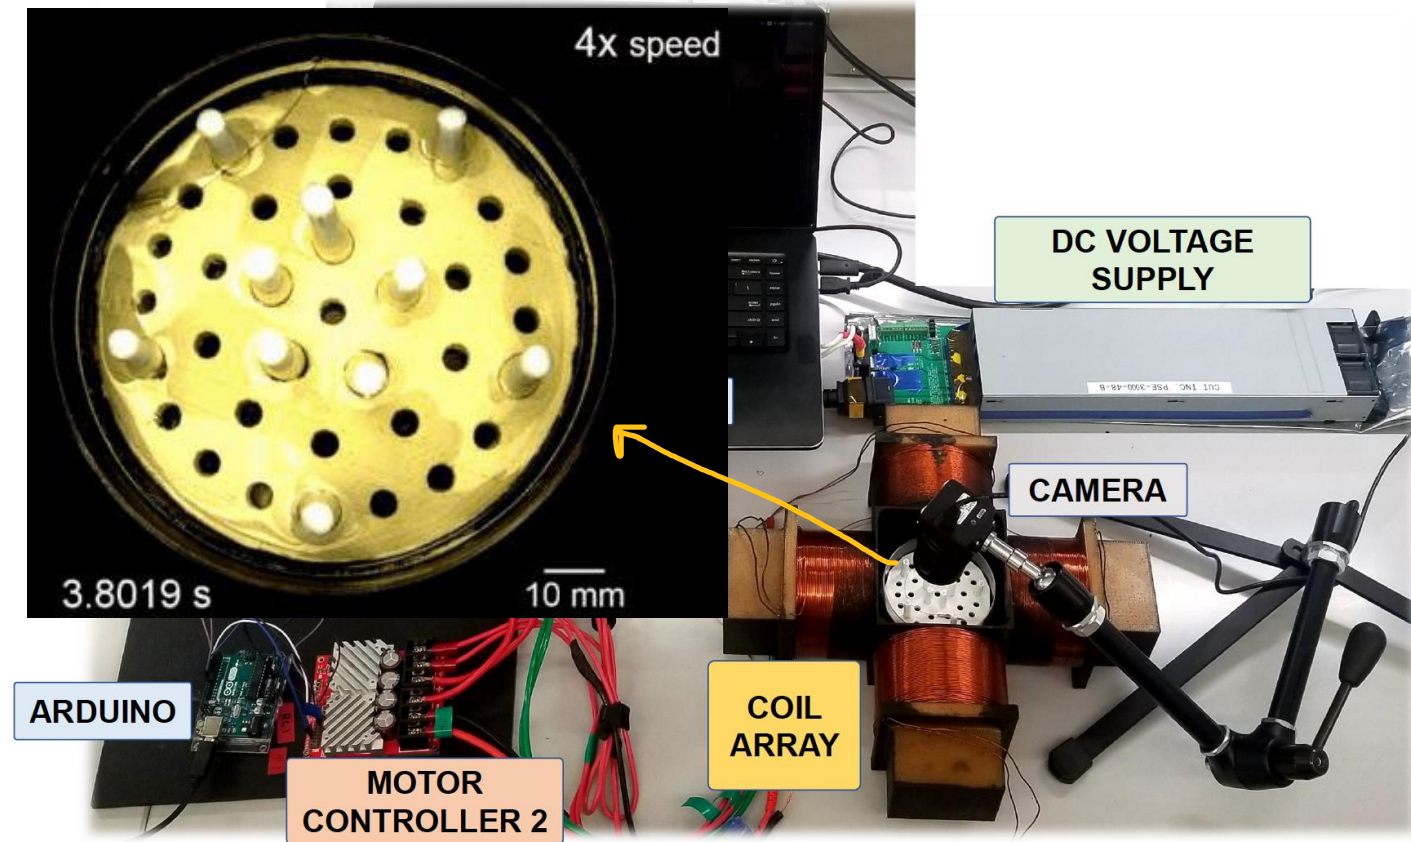 4x speed
DC VOLTAGE
SUPPLY
CUI INC PSE-3000-48-B
CAMERA
3.8019 s
10 mm
ARDUINO
COIL
ARRAY
MOTOR
CONTROLLER 2